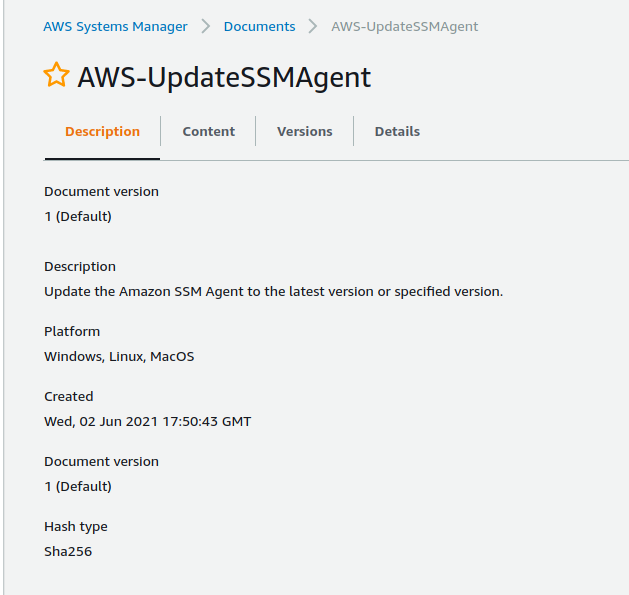 AWS Systems Manager > Documents > AWS-UpdateSSMAgent
AWS-UpdateSSMAgent
Description Content Versions Details
Document version
1 (Default)
Description
Update the Amazon SSM Agent to the latest version or specified version.
Platform
Windows, Linux, MacOS
Created
Wed, 02 Jun 2021 17:50:43 GMT
Document version
1 (Default)
Hash type
Sha256